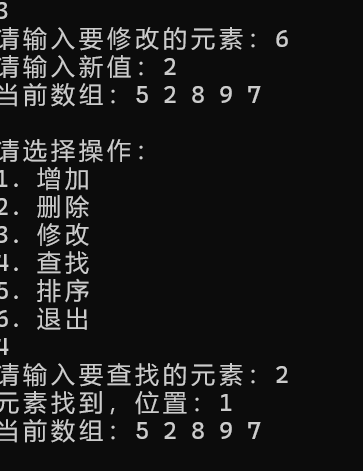 3
请输入要修改的元素：6
请输入新值：2
当前数组：5 2 8 9 7
请选择操作：
1. 增加
2. 删除
3. 修改
4. 查找
5. 排序
6. 退出
4
请输入要查找的元素：2
元素找到，位置：1
当前数组：5 2 8 9 7